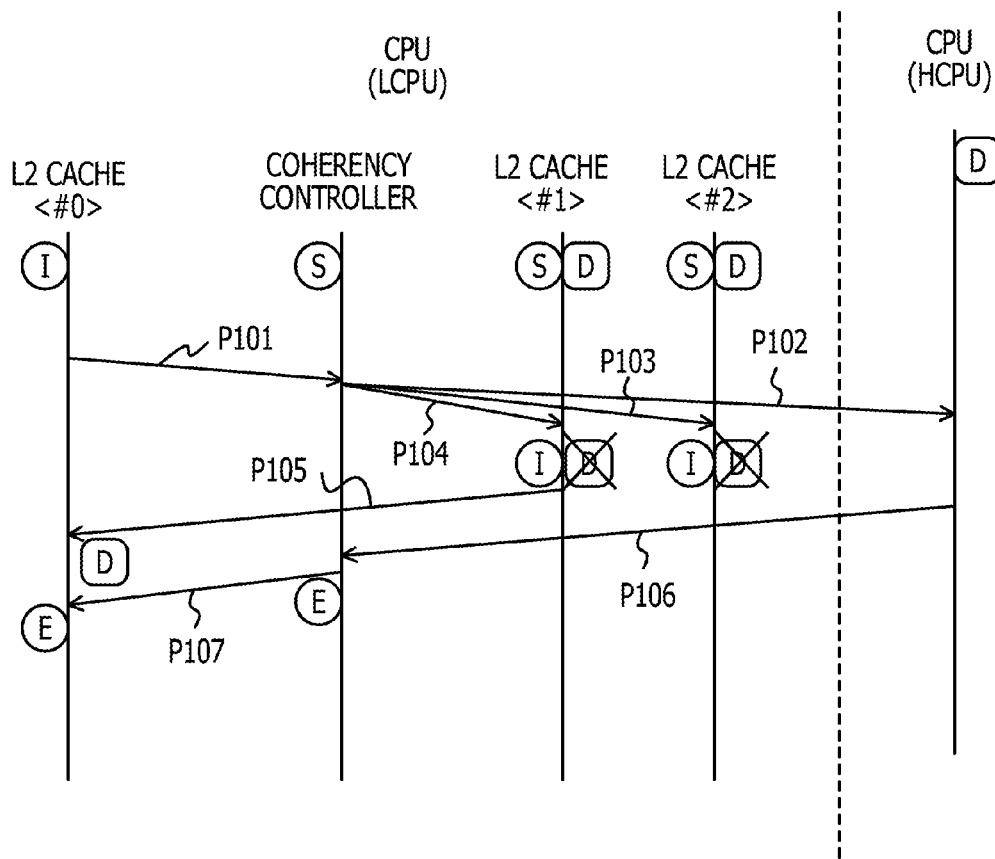 CPU
(LCPU)
CPU
(HCPU)
L2 CACHE
<#0>
COHERENCY
CONTROLLER
L2 CACHE
<#1>
L2 CACHE
<#2>
D
I
S
S D
S D
P101
P103
P102
P104
I D
I D
P105
D
E
P106
E
P107